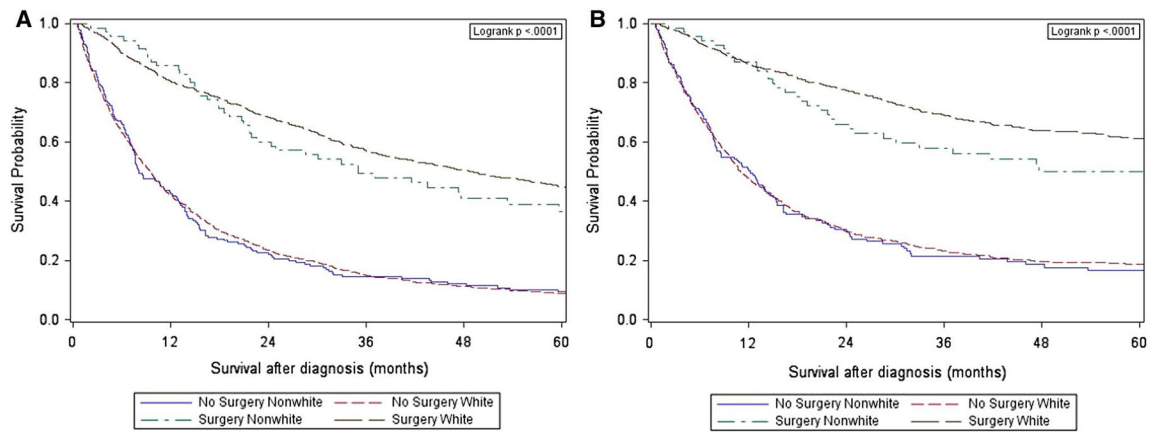 A
Logrank p <.0001
Survival Probability
1.0
0.8
0.6
0.4
0.2
0.0
0 12 24 36 48 60
Survival after diagnosis (months)
No Surgery Nonwhite No Surgery White
Surgery Nonwhite Surgery White
B
Logrank p <.0001
Survival Probability
1.0
0.8
0.6
0.4
0.2
0.0
0 12 24 36 48 60
Survival after diagnosis (months)
No Surgery Nonwhite No Surgery White
Surgery Nonwhite Surgery White